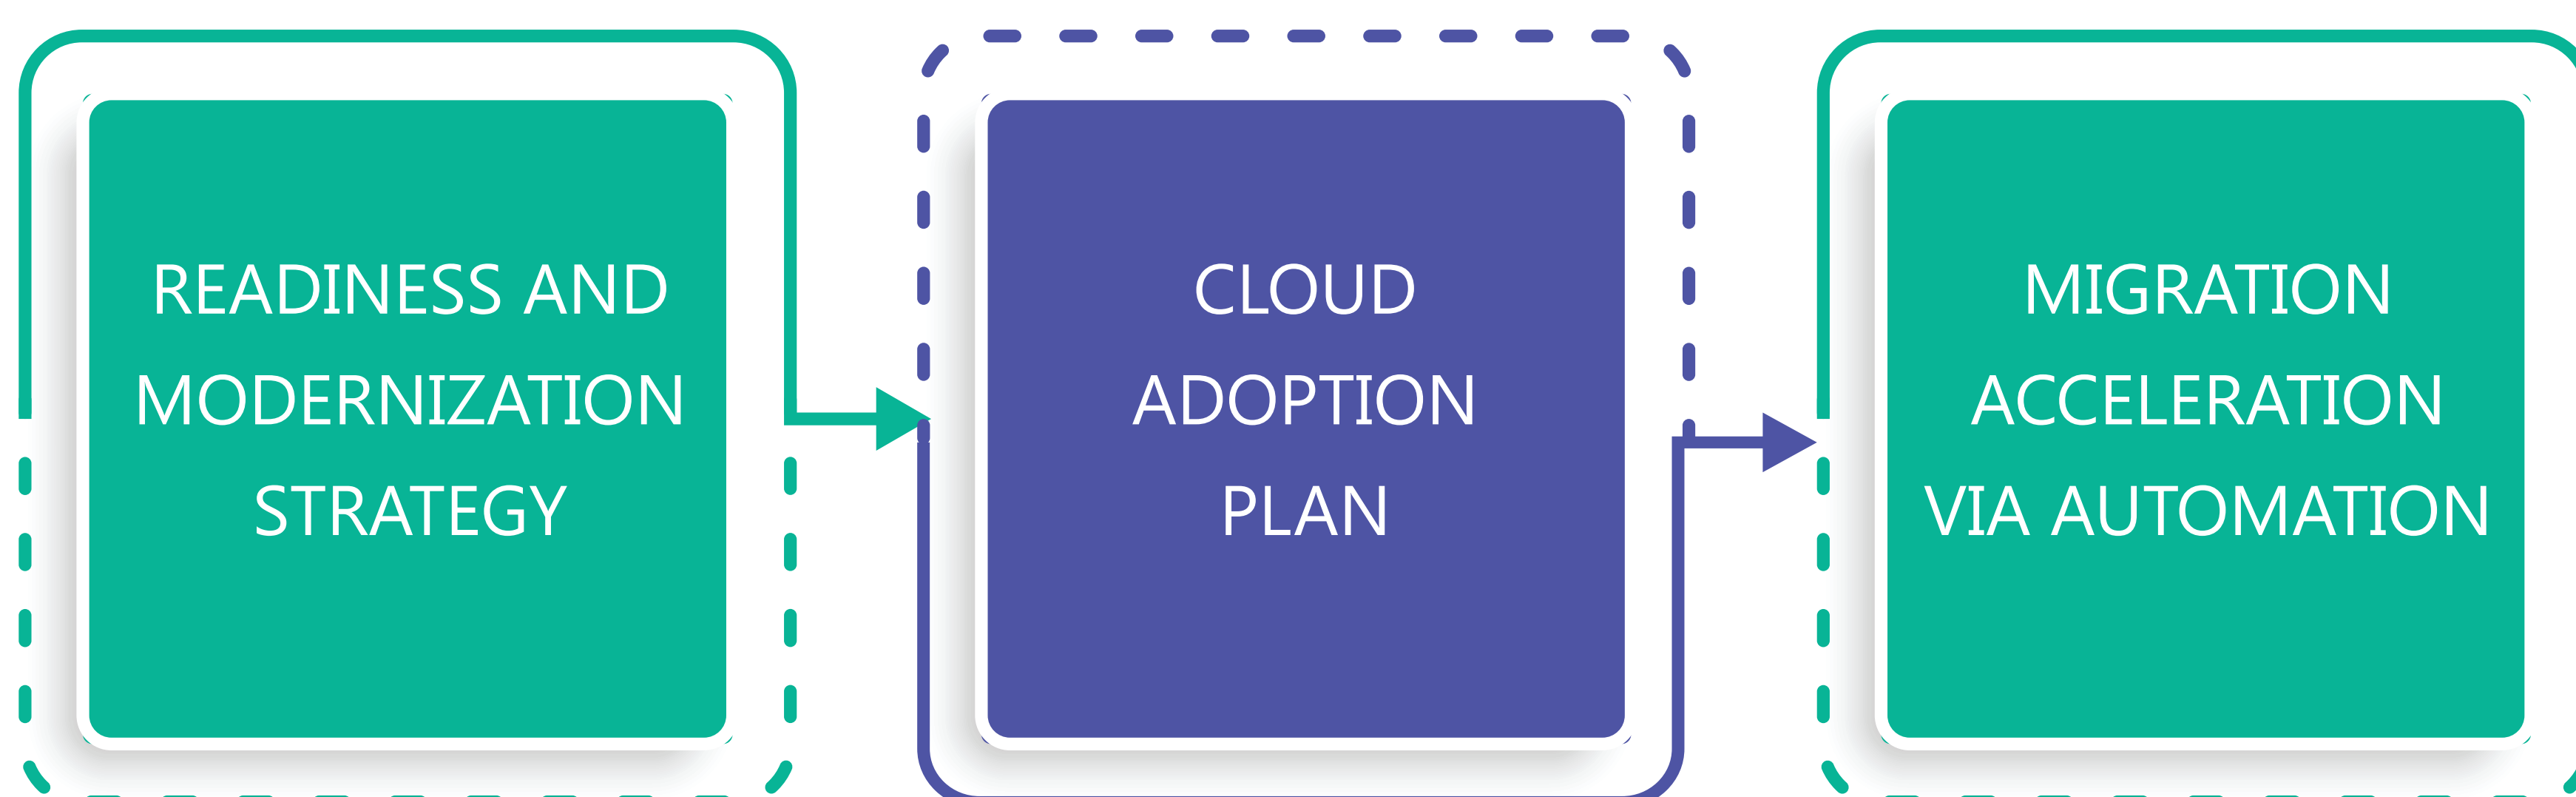 READINESS AND
MODERNIZATION
STRATEGY
CLOUD
ADOPTION
PLAN
MIGRATION
ACCELERATION
VIA AUTOMATION